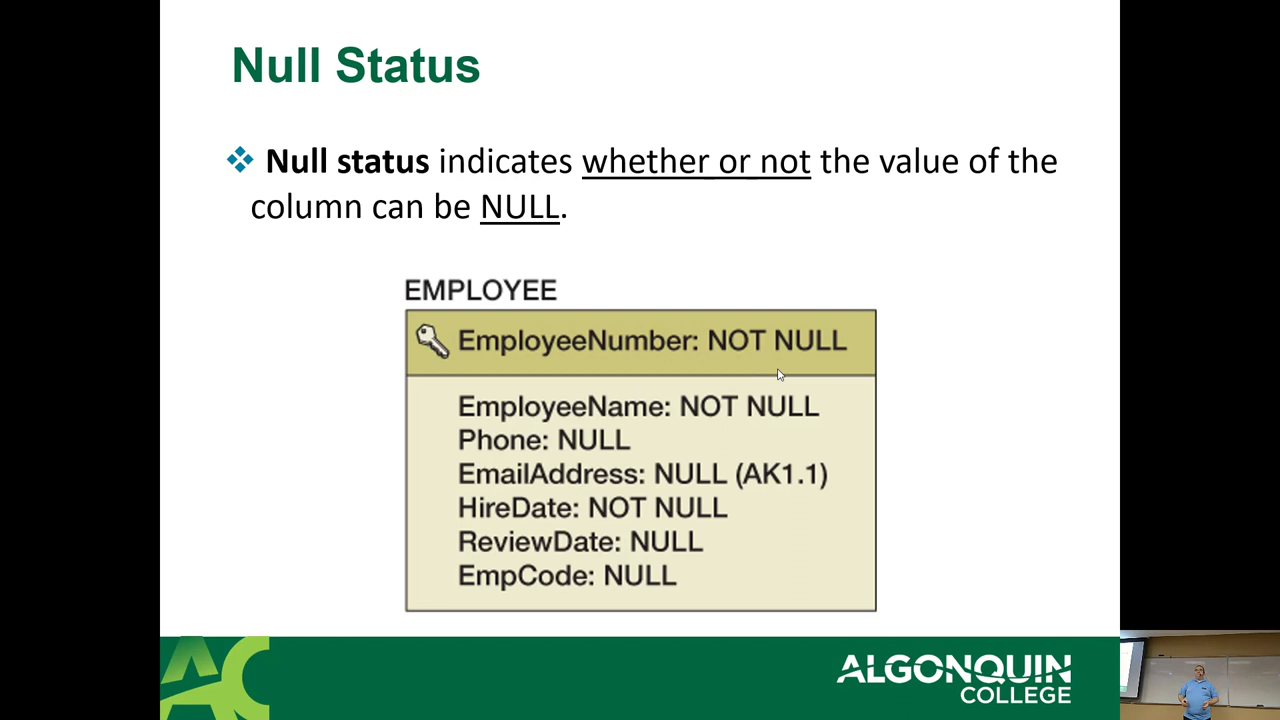 Null Status
Null status indicates whether or not the value of the
column can be NULL.
EMPLOYEE
EmployeeNumber: NOT NULL
EmployeeName: NOT NULL
Phone: NULL
EmailAddress: NULL (AK1.1)
HireDate: NOT NULL
ReviewDate: NULL
EmpCode: NULL
AC
ALGONQUIN
COLLEGE